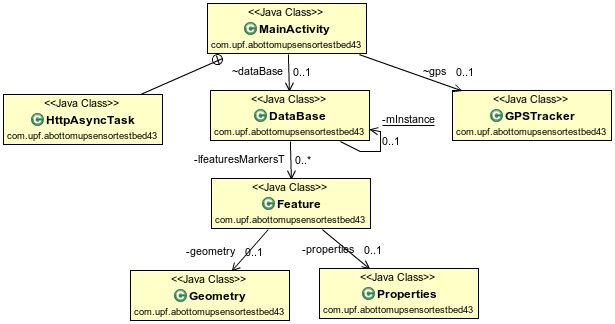 <<Java Class>>
C MainActivity
com.upf.abottomupsensortestbed43
~dataBase 0..1
~gps 0..1
<<Java Class>>
C HttpAsyncTask
com.upf.abottomupsensortestbed43
<<Java Class>>
C DataBase
com.upf.abottomupsensortestbed43
-mInstance
0..1
<<Java Class>>
C GPSTracker
com.upf.abottomupsensortestbed43
-lfeaturesMarkersT 0..*
<<Java Class>>
C Feature
com.upf.abottomupsensortestbed43
-geometry 0..1
-properties 0..1
<<Java Class>>
C Geometry
com.upf.abottomupsensortestbed43
<<Java Class>>
C Properties
com.upf.abottomupsensortestbed43